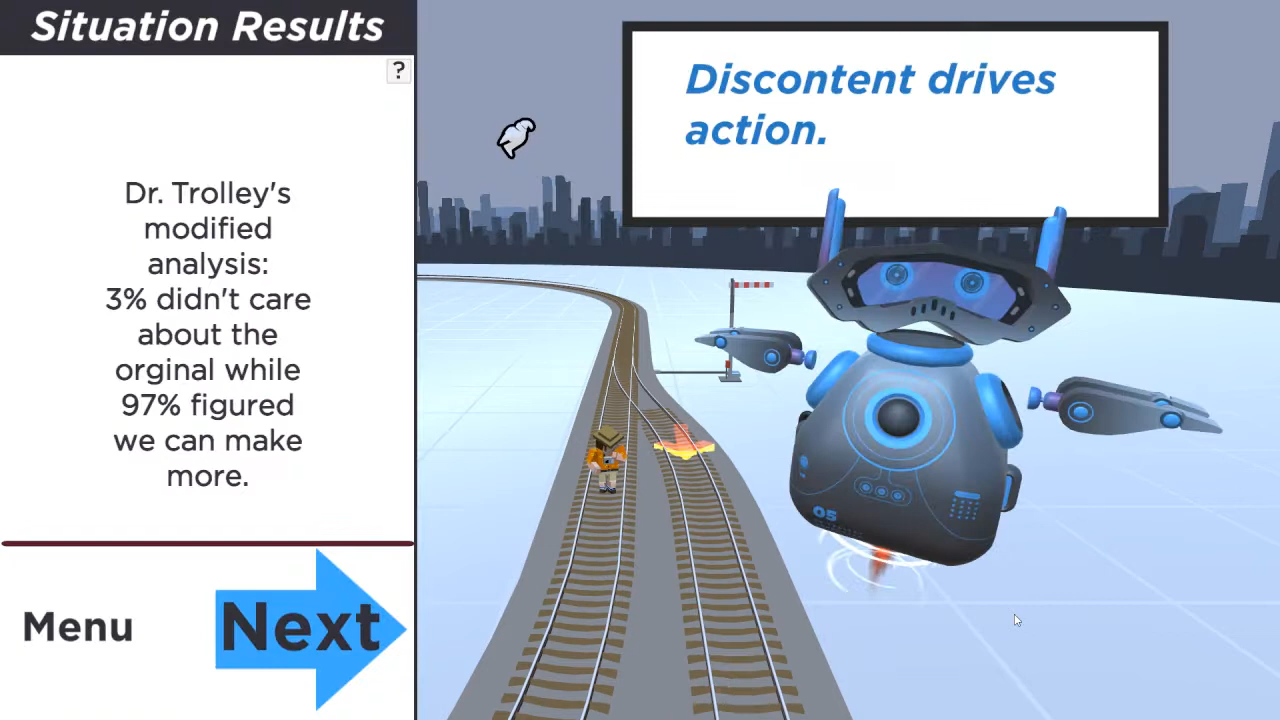 Situation Results
?
Dr. Trolley's
modified
analysis:
3% didn't care
about the
orginal while
97% figured
we can make
more.
Menu
Next
Discontent drives
action.
05